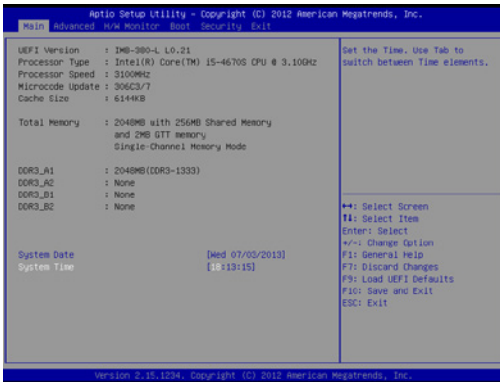 Aptio Setup Utility – Copyright (C) 2012 American Megatrends, Inc.
Main Advanced H/W Monitor Boot Security Exit
UEFI Version : IMB-380-L L0.21
Processor Type : Intel(R) Core(TM) i5-4670S CPU @ 3.10GHz
Processor Speed : 3100MHz
Microcode Update : 306C3/7
Cache Size : 6144KB
Total Memory : 2048MB with 256MB Shared Memory
and 2MB GTT memory
Single-Channel Memory Mode
DDR3_A1 : 2048MB(DDR3-1333)
DDR3_A2 : None
DDR3_B1 : None
DDR3_B2 : None
System Date [Wed 07/03/2013]
System Time [18:13:15]
Set the Time. Use Tab to
switch between Time elements.
↔: Select Screen
↑↓: Select Item
Enter: Select
+/-: Change Option
F1: General Help
F7: Discard Changes
F9: Load UEFI Defaults
F10: Save and Exit
ESC: Exit
Version 2.15.1234. Copyright (C) 2012 American Megatrends, Inc.